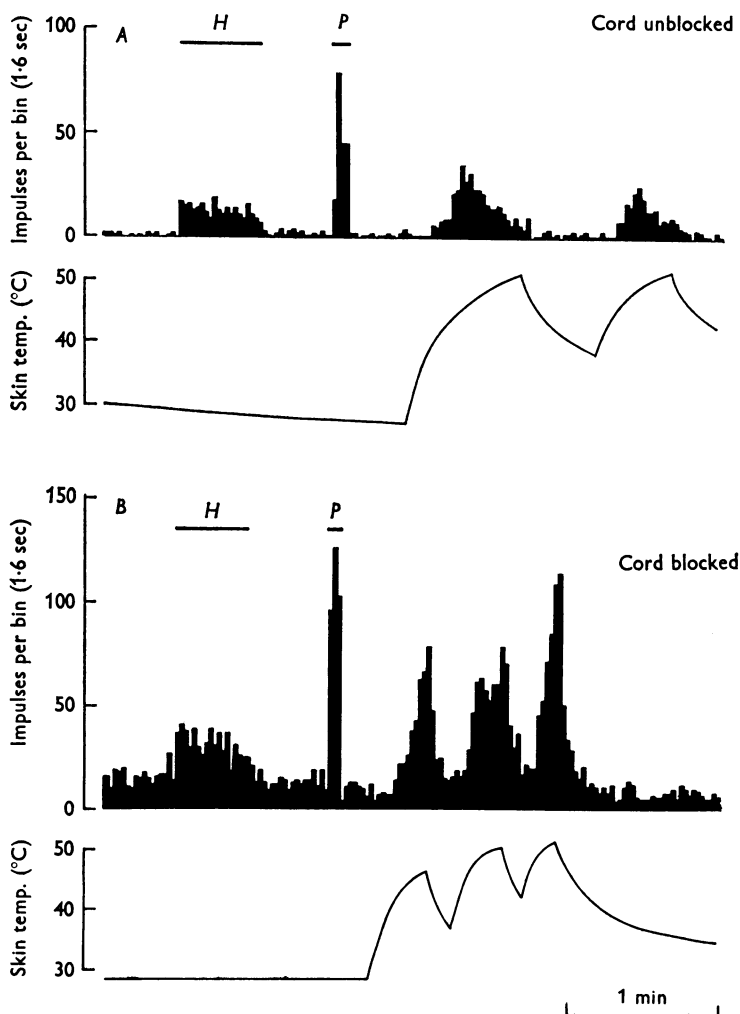 A H P Cord unblocked
Impulses per bin (1·6 sec)
100
50
0
Skin temp. (°C)
50
40
30
B H P
Cord blocked
Impulses per bin (1·6 sec)
150
100
50
0
Skin temp. (°C)
50
40
30
1 min